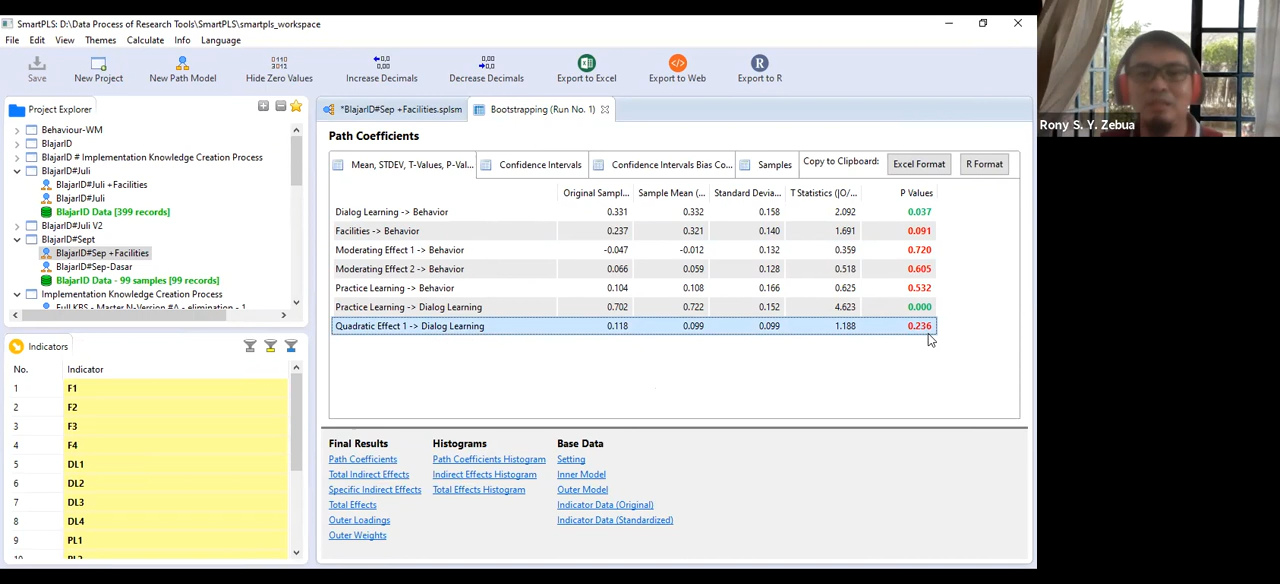 SmartPLS: D:\Data Process of Research Tools\SmartPLS\smartpls_workspace
File Edit View Themes Calculate Info Language
Save New Project New Path Model Hide Zero Values Increase Decimals Decrease Decimals Export to Excel Export to Web Export to R
Project Explorer
Behaviour-WM
BlajarID
BlajarID # Implementation Knowledge Creation Process
BlajarID#Juli
BlajarID#Juli +Facilities
BlajarID#Juli
BlajarID Data [399 records]
BlajarID#Juli V2
BlajarID#Sept
BlajarID#Sep +Facilities
BlajarID#Sep-Dasar
BlajarID Data - 99 samples [99 records]
Implementation Knowledge Creation Process
Full KBS - Master N-Version #A - elimination - 1
Indicators
No. Indicator
1 F1
2 F2
3 F3
4 F4
5 DL1
6 DL2
7 DL3
8 DL4
9 PL1
10 PL2
*BlajarID#Sep +Facilities.splsm Bootstrapping (Run No. 1)
Path Coefficients
Mean, STDEV, T-Values, P-Val... Confidence Intervals Confidence Intervals Bias Co... Samples Copy to Clipboard: Excel Format R Format
Original Sampl... Sample Mean (... Standard Devia... T Statistics (|O/... P Values
Dialog Learning -> Behavior 0.331 0.332 0.158 2.092 0.037
Facilities -> Behavior 0.237 0.321 0.140 1.691 0.091
Moderating Effect 1 -> Behavior -0.047 -0.012 0.132 0.359 0.720
Moderating Effect 2 -> Behavior 0.066 0.059 0.128 0.518 0.605
Practice Learning -> Behavior 0.104 0.108 0.166 0.625 0.532
Practice Learning -> Dialog Learning 0.702 0.722 0.152 4.623 0.000
Quadratic Effect 1 -> Dialog Learning 0.118 0.099 0.099 1.188 0.236
Final Results Histograms Base Data
Path Coefficients Path Coefficients Histogram Setting
Total Indirect Effects Indirect Effects Histogram Inner Model
Specific Indirect Effects Total Effects Histogram Outer Model
Total Effects Indicator Data (Original)
Outer Loadings Indicator Data (Standardized)
Outer Weights
Rony S. Y. Zebua